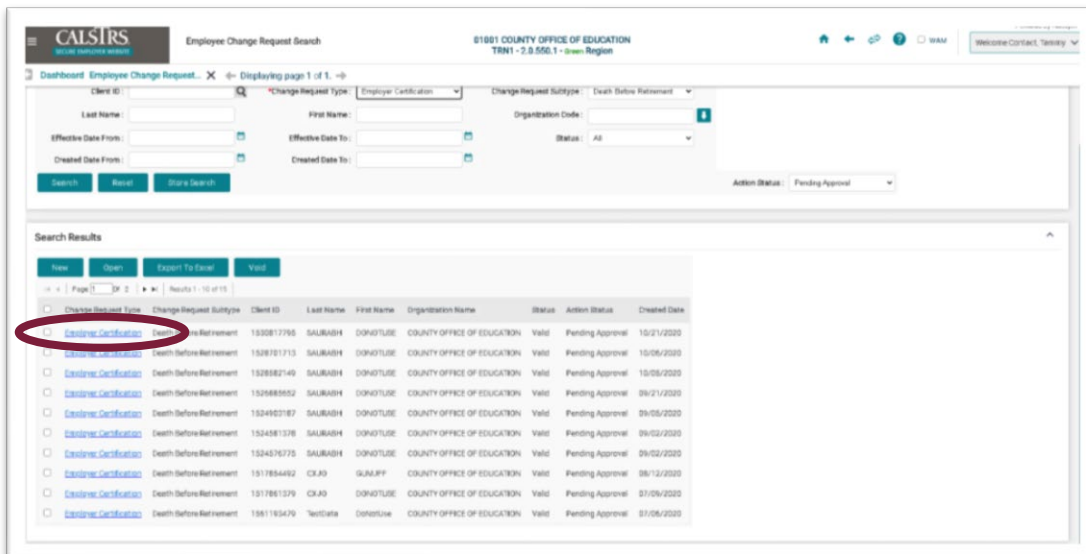 CALSTRS
SECURE EMPLOYER WEBSITE
Employee Change Request Search
01001 COUNTY OFFICE OF EDUCATION
TRN1 - 2.0.550.1 - Green Region
WAM
Welcome Contact, Tammy
Dashboard Employee Change Request... X Displaying page 1 of 1.
Client ID : *Change Request Type : Employer Certification Change Request Subtype : Death Before Retirement
Last Name : First Name : Organization Code :
Effective Date From : Effective Date To : Status : All
Created Date From : Created Date To :
Search Reset Store Search Action Status : Pending Approval
Search Results
New Open Export To Excel Void
Page 1 Of 2 Results 1 - 10 of 15
Change Request Type Change Request Subtype Client ID Last Name First Name Organization Name Status Action Status Created Date
Employer Certification Death Before Retirement 1530817765 SAURABH DONOTUSE COUNTY OFFICE OF EDUCATION Valid Pending Approval 10/21/2020
Employer Certification Death Before Retirement 1528701713 SAURABH DONOTUSE COUNTY OFFICE OF EDUCATION Valid Pending Approval 10/06/2020
Employer Certification Death Before Retirement 1528582149 SAURABH DONOTUSE COUNTY OFFICE OF EDUCATION Valid Pending Approval 10/05/2020
Employer Certification Death Before Retirement SAURABH DONOTUSE COUNTY OFFICE OF EDUCATION Valid Pending Approval 09/21/2020
Employer Certification Death Before Retirement 1524903187 SAURABH DONOTUSE COUNTY OFFICE OF EDUCATION Valid Pending Approval 09/05/2020
Employer Certification Death Before Retirement 1524581376 SAURABH DONOTUSE COUNTY OFFICE OF EDUCATION Valid Pending Approval 09/02/2020
Employer Certification Death Before Retirement 1524576775 SAURABH DONOTUSE COUNTY OFFICE OF EDUCATION Valid Pending Approval 09/02/2020
Employer Certification Death Before Retirement 1517854492 COUNTY OFFICE OF EDUCATION Valid Pending Approval 08/12/2020
Employer Certification Death Before Retirement 1517861379 DONOTUSE COUNTY OFFICE OF EDUCATION Valid Pending Approval 07/09/2020
Employer Certification Death Before Retirement 1561193479 TestData DoNotUse COUNTY OFFICE OF EDUCATION Valid Pending Approval 07/08/2020